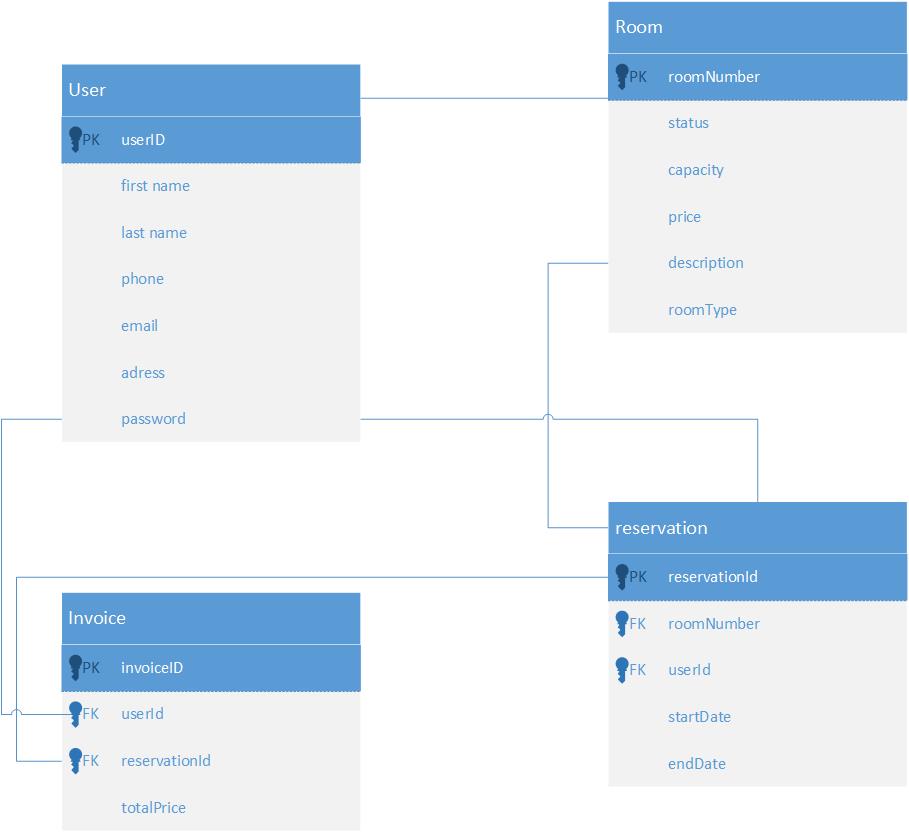 User
PK userID
first name
last name
phone
email
adress
password
Room
PK roomNumber
status
capacity
price
description
roomType
Invoice
PK invoiceID
FK userId
FK reservationId
totalPrice
reservation
PK reservationId
FK roomNumber
FK userId
startDate
endDate